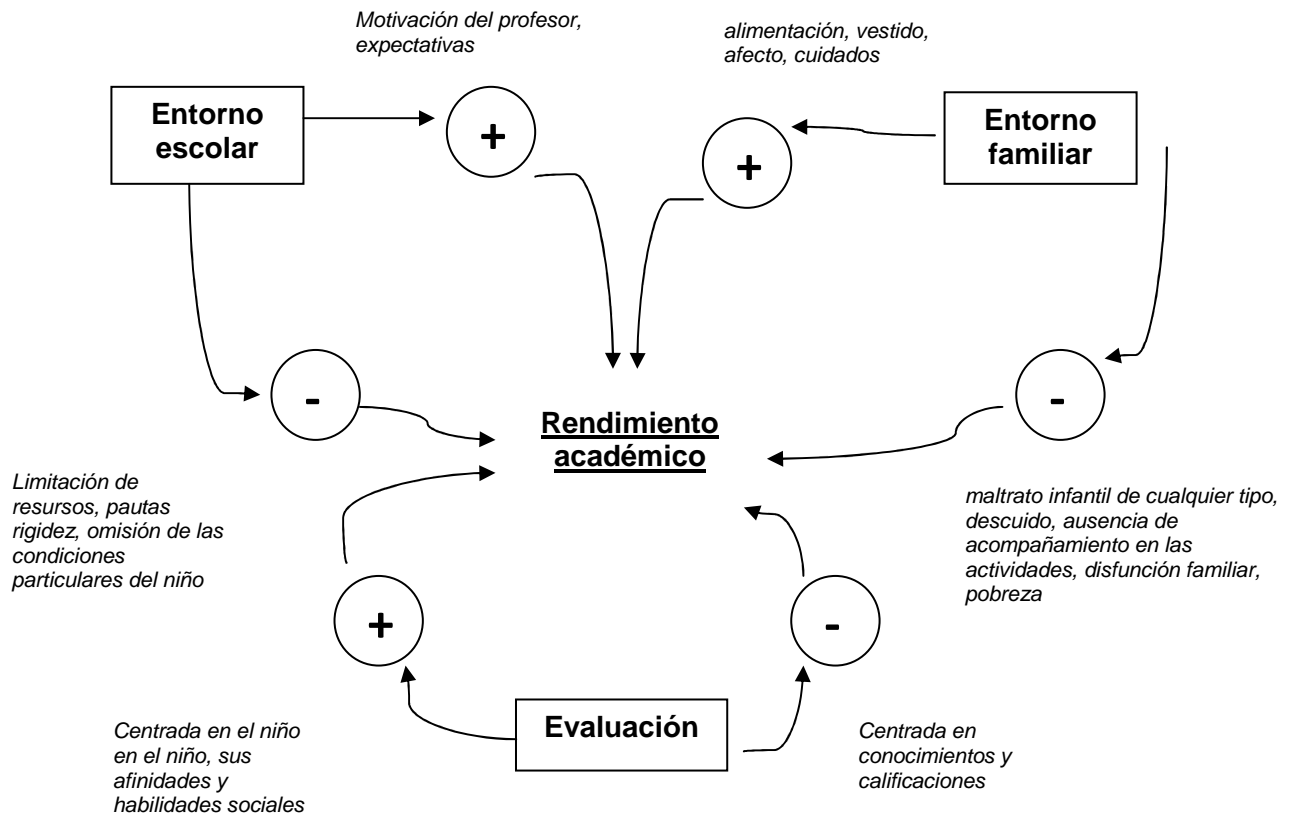 Motivación del profesor,
expectativas
alimentación, vestido,
afecto, cuidados
Entorno
escolar
+
+
Entorno
familiar
-
Rendimiento
académico
-
Limitación de
resursos, pautas
rigidez, omisión de las
condiciones
particulares del niño
maltrato infantil de cualquier tipo,
descuido, ausencia de
acompañamiento en las
actividades, disfunción familiar,
pobreza
+
-
Centrada en el niño
en el niño, sus
afinidades y
habilidades sociales
Evaluación
Centrada en
conocimientos y
calificaciones